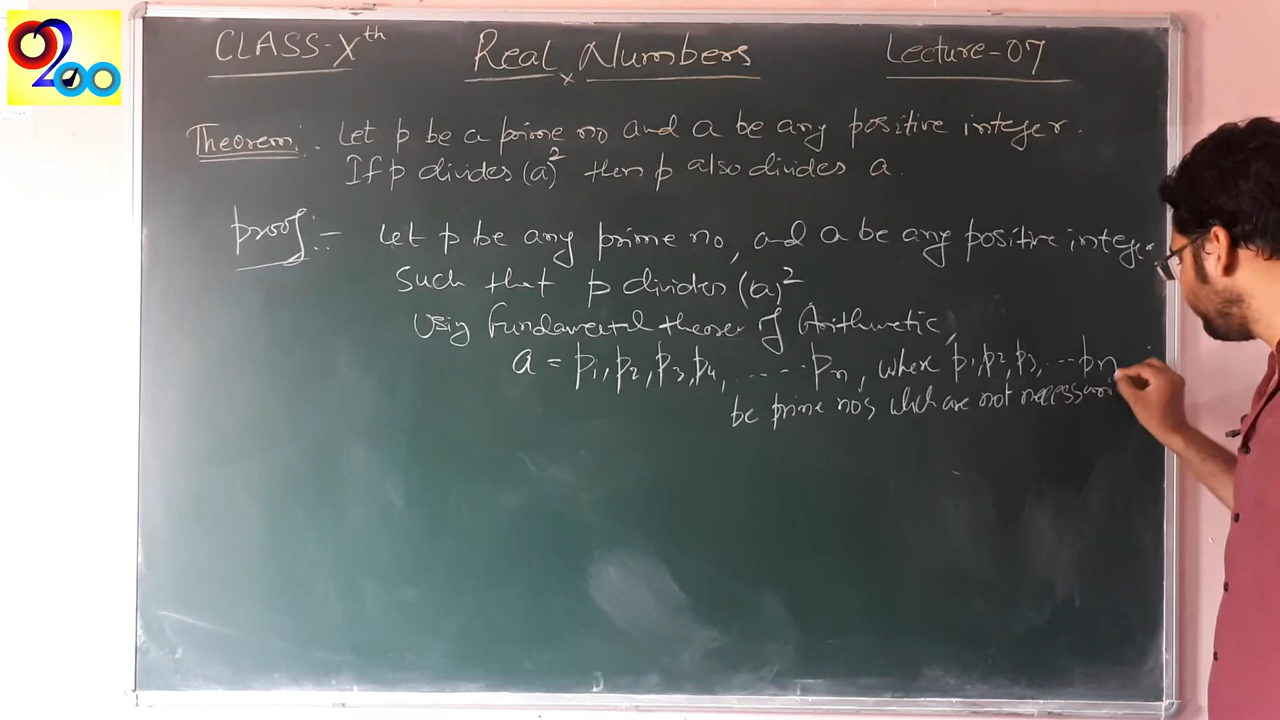 O2OO
CLASS-Xth
Real Numbers
Lecture-07
Theorem:. Let p be a prime no and a be any positive integer.
If p divides (a)² then p also divides a.
Proof:- Let p be any prime no, and a be any positive integer
Such that p divides (a)²
Using Fundamental theorem of Arithmetic,
a = p1, p2, p3, p4, ..... pn, where p1, p2, p3, ... pn
be prime no's which are not necessari